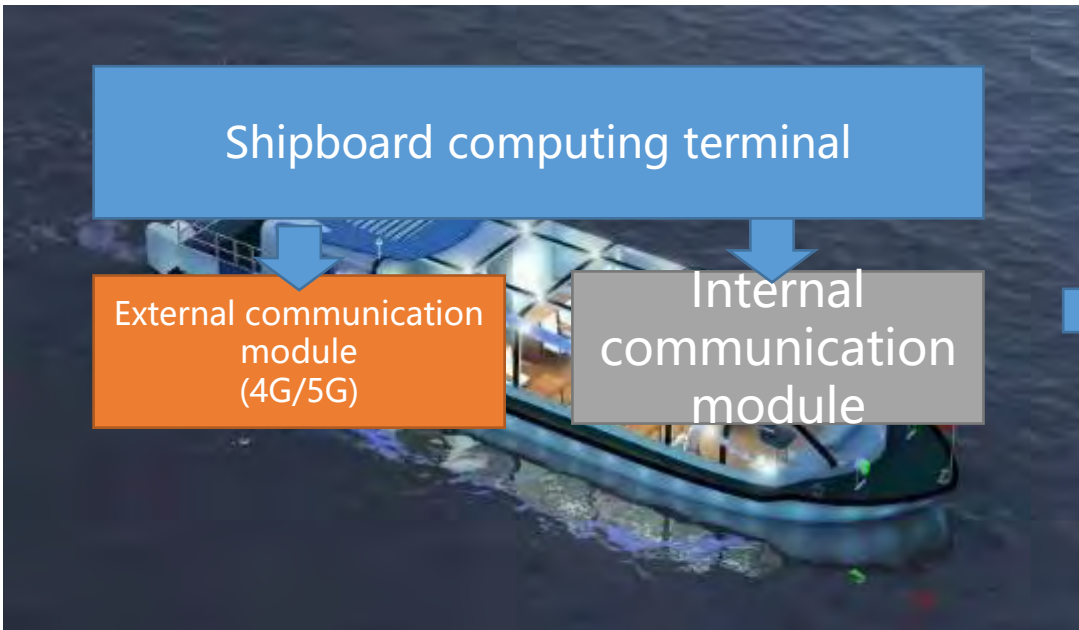 Shipboard computing terminal
External communication
module
(4G/5G)
Internal
communication
module